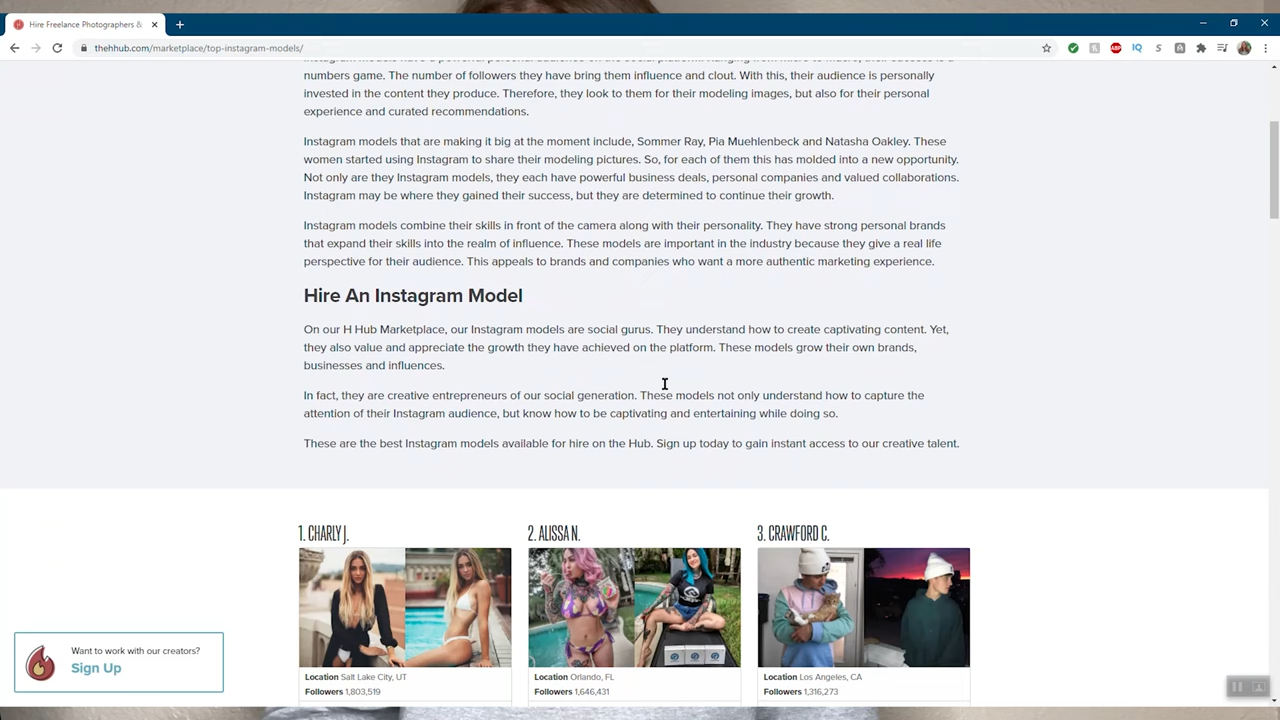 Hire Freelance Photographers &
thehhub.com/marketplace/top-instagram-models/
numbers game. The number of followers they have bring them influence and clout. With this, their audience is personally
invested in the content they produce. Therefore, they look to them for their modeling images, but also for their personal
experience and curated recommendations.
Instagram models that are making it big at the moment include, Sommer Ray, Pia Muehlenbeck and Natasha Oakley. These
women started using Instagram to share their modeling pictures. So, for each of them this has molded into a new opportunity.
Not only are they Instagram models, they each have powerful business deals, personal companies and valued collaborations.
Instagram may be where they gained their success, but they are determined to continue their growth.
Instagram models combine their skills in front of the camera along with their personality. They have strong personal brands
that expand their skills into the realm of influence. These models are important in the industry because they give a real life
perspective for their audience. This appeals to brands and companies who want a more authentic marketing experience.
Hire An Instagram Model
On our H Hub Marketplace, our Instagram models are social gurus. They understand how to create captivating content. Yet,
they also value and appreciate the growth they have achieved on the platform. These models grow their own brands,
businesses and influences.
In fact, they are creative entrepreneurs of our social generation. These models not only understand how to capture the
attention of their Instagram audience, but know how to be captivating and entertaining while doing so.
These are the best Instagram models available for hire on the Hub. Sign up today to gain instant access to our creative talent.
1. CHARLY J.
2. ALISSA N.
3. CRAWFORD C.
Want to work with our creators?
Sign Up
Location Salt Lake City, UT
Followers 1,803,519
Location Orlando, FL
Followers 1,646,431
Location Los Angeles, CA
Followers 1,316,273